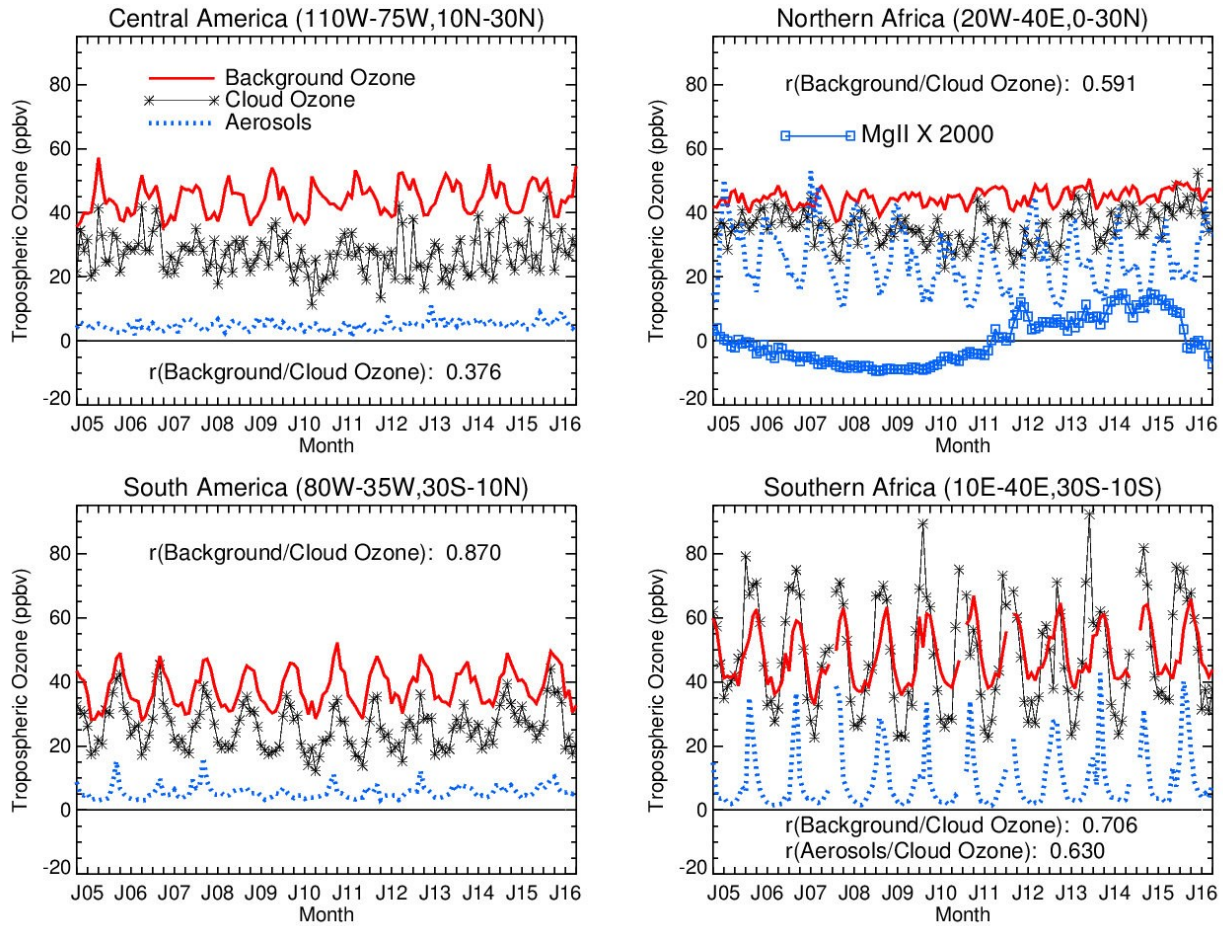 Central America (110W-75W,10N-30N)
Tropospheric Ozone (ppbv)
80
60
40
20
0
-20
Background Ozone
Cloud Ozone
Aerosols
r(Background/Cloud Ozone): 0.376
J05 J06 J07 J08 J09 J10 J11 J12 J13 J14 J15 J16
Month
Northern Africa (20W-40E,0-30N)
Tropospheric Ozone (ppbv)
80
60
40
20
0
-20
r(Background/Cloud Ozone): 0.591
MgII X 2000
J05 J06 J07 J08 J09 J10 J11 J12 J13 J14 J15 J16
Month
South America (80W-35W,30S-10N)
Tropospheric Ozone (ppbv)
80
60
40
20
0
-20
r(Background/Cloud Ozone): 0.870
J05 J06 J07 J08 J09 J10 J11 J12 J13 J14 J15 J16
Month
Southern Africa (10E-40E,30S-10S)
Tropospheric Ozone (ppbv)
80
60
40
20
0
-20
r(Background/Cloud Ozone): 0.706
r(Aerosols/Cloud Ozone): 0.630
J05 J06 J07 J08 J09 J10 J11 J12 J13 J14 J15 J16
Month